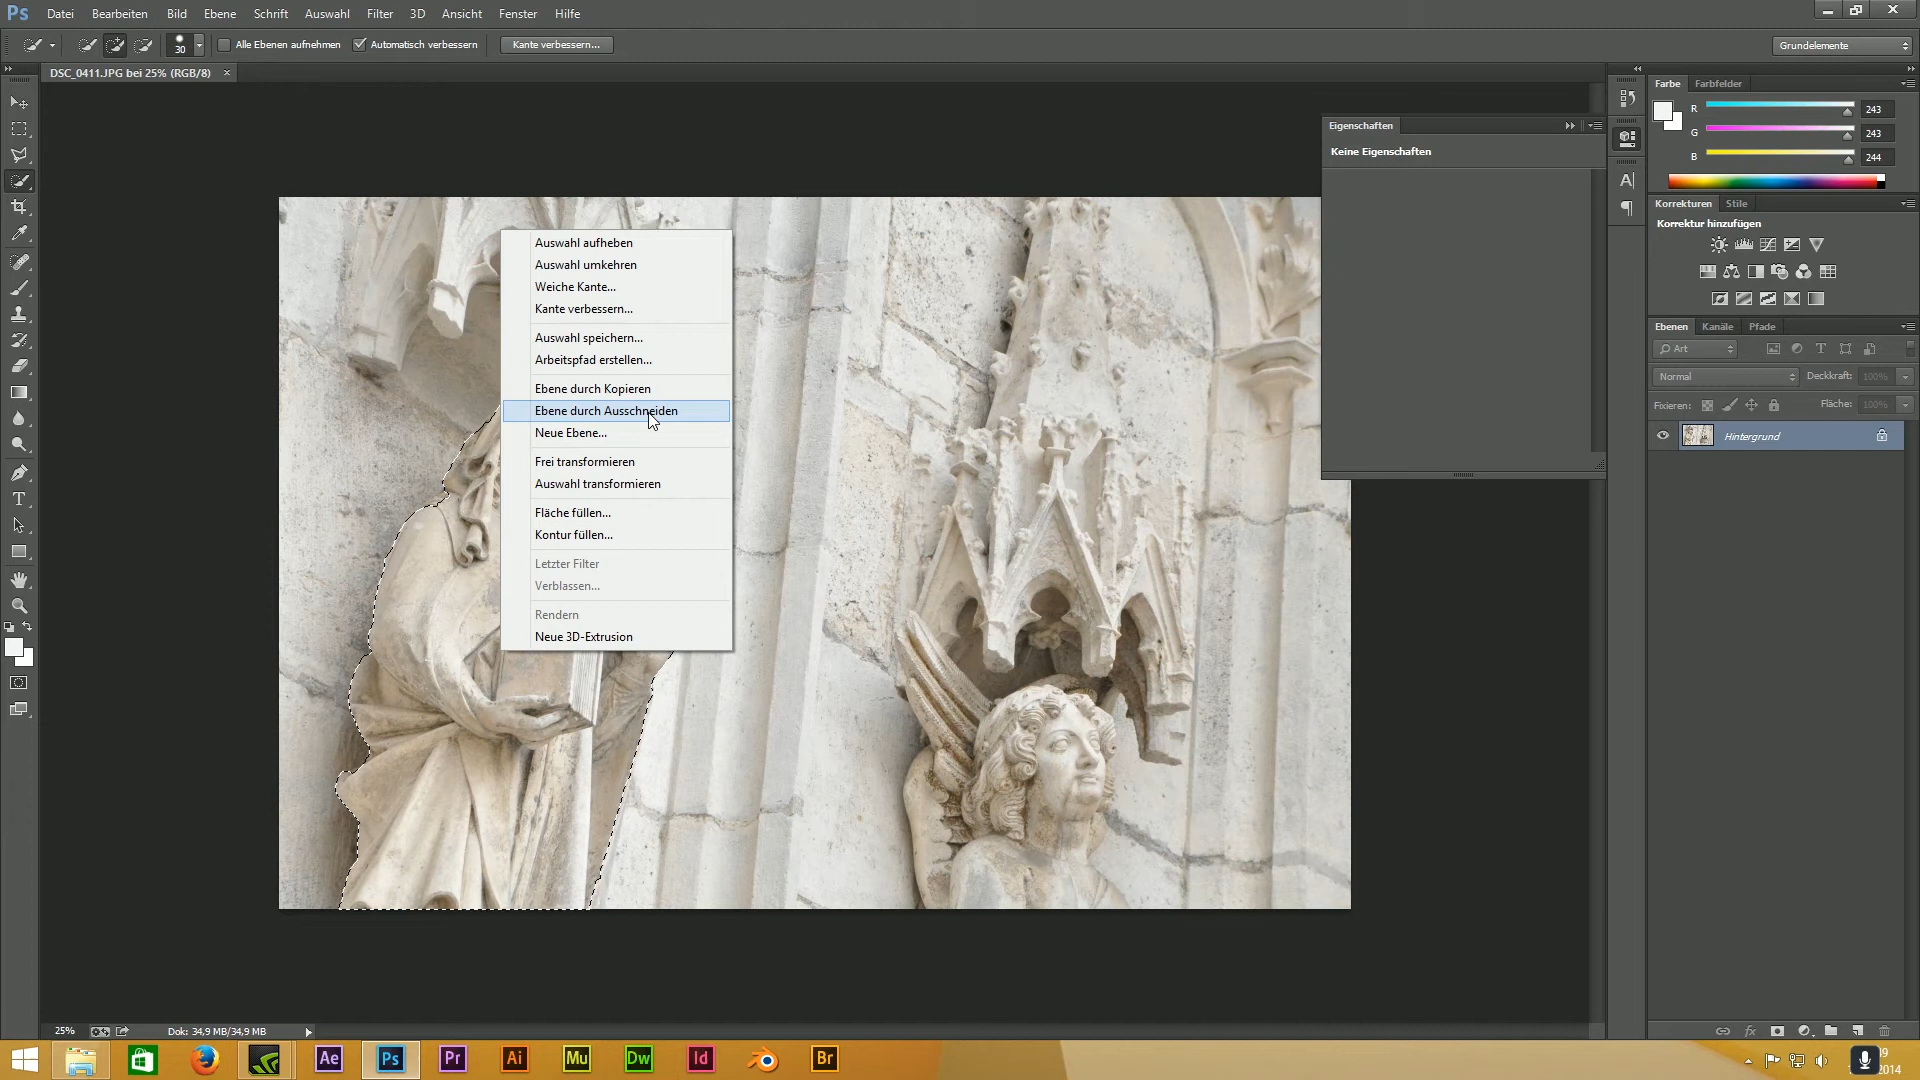 Ps Datei Bearbeiten Bild Ebene Schrift Auswahl Filter 3D Ansicht Fenster Hilfe
30 Alle Ebenen aufnehmen Automatisch verbessern Kante verbessern... Grundelemente
DSC_0411.JPG bei 25% (RGB/8) ×
Auswahl aufheben
Auswahl umkehren
Weiche Kante...
Kante verbessern...
Auswahl speichern...
Arbeitspfad erstellen...
Ebene durch Kopieren
Ebene durch Ausschneiden
Neue Ebene...
Frei transformieren
Auswahl transformieren
Fläche füllen...
Kontur füllen...
Letzter Filter
Verblassen...
Rendern
Neue 3D-Extrusion
Eigenschaften
Keine Eigenschaften
Farbe Farbfelder
R 243
G 243
B 244
Korrekturen Stile
Korrektur hinzufügen
Ebenen Kanäle Pfade
Art
Normal Deckkraft: 100%
Fixieren: Fläche: 100%
Hintergrund
25% Dok: 34,9 MB/34,9 MB
Ae Ps Pr Ai Mu Dw Id Br
2014